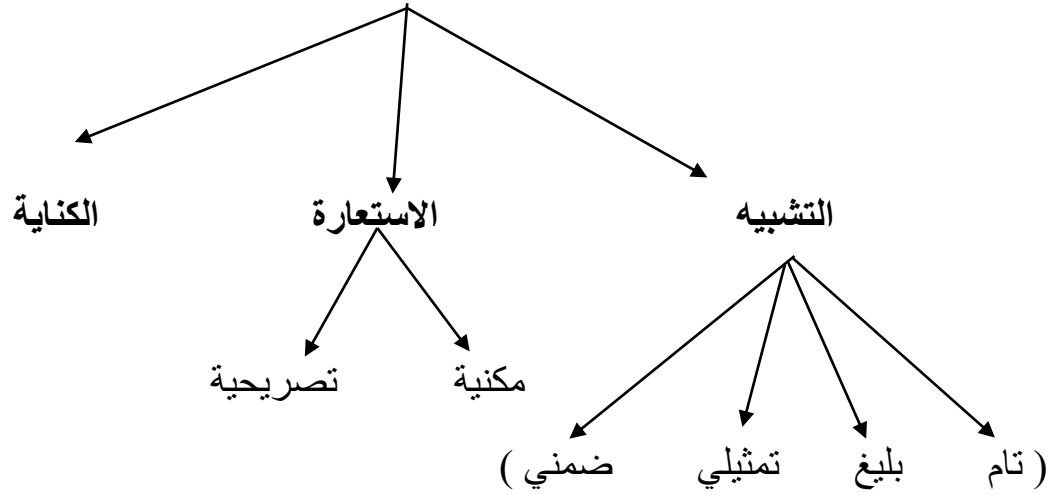 التشبيه الاستعارة الكناية
مكنية تصريحية
( تام بليغ تمثيلي ضمني )